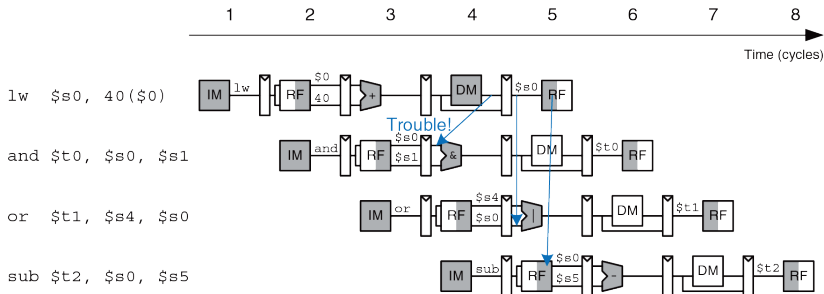 1 2 3 4 5 6 7 8
Time (cycles)
lw $s0, 40($0) IM lw RF $0 40 + DM $s0 RF
Trouble!
and $t0, $s0, $s1 IM and RF $s0 $s1 & DM $t0 RF
or $t1, $s4, $s0 IM or RF $s4 $s0 | DM $t1 RF
sub $t2, $s0, $s5 IM sub RF $s0 $s5 - DM $t2 RF